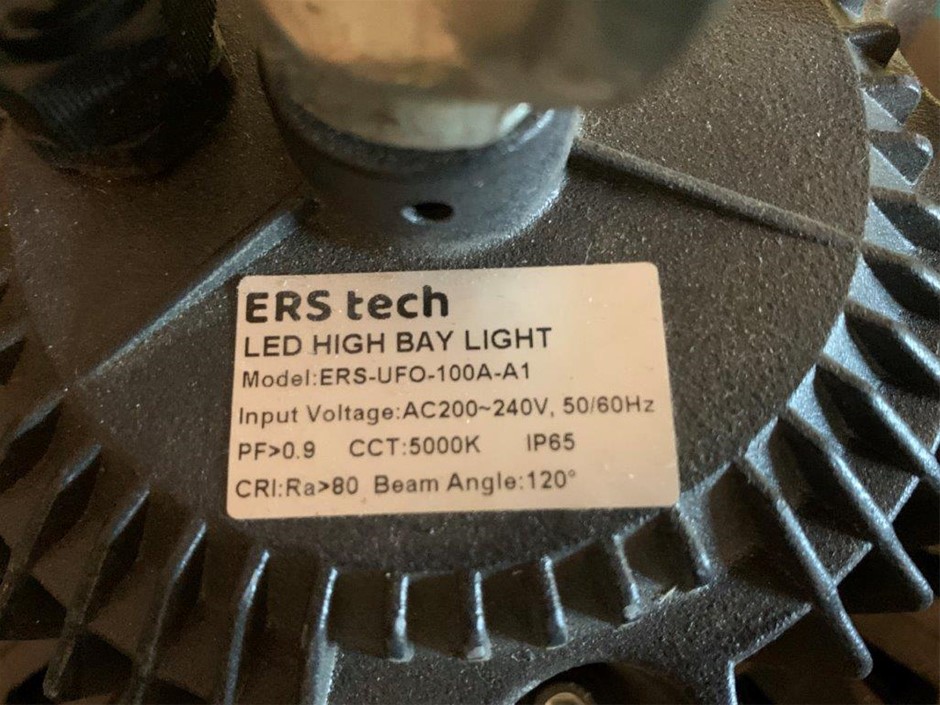 ERS tech
LED HIGH BAY LIGHT
Model:ERS-UFO-100A-A1
Input Voltage:AC200~240V, 50/60Hz
PF>0.9 CCT:5000K IP65
CRI:Ra>80 Beam Angle:120°